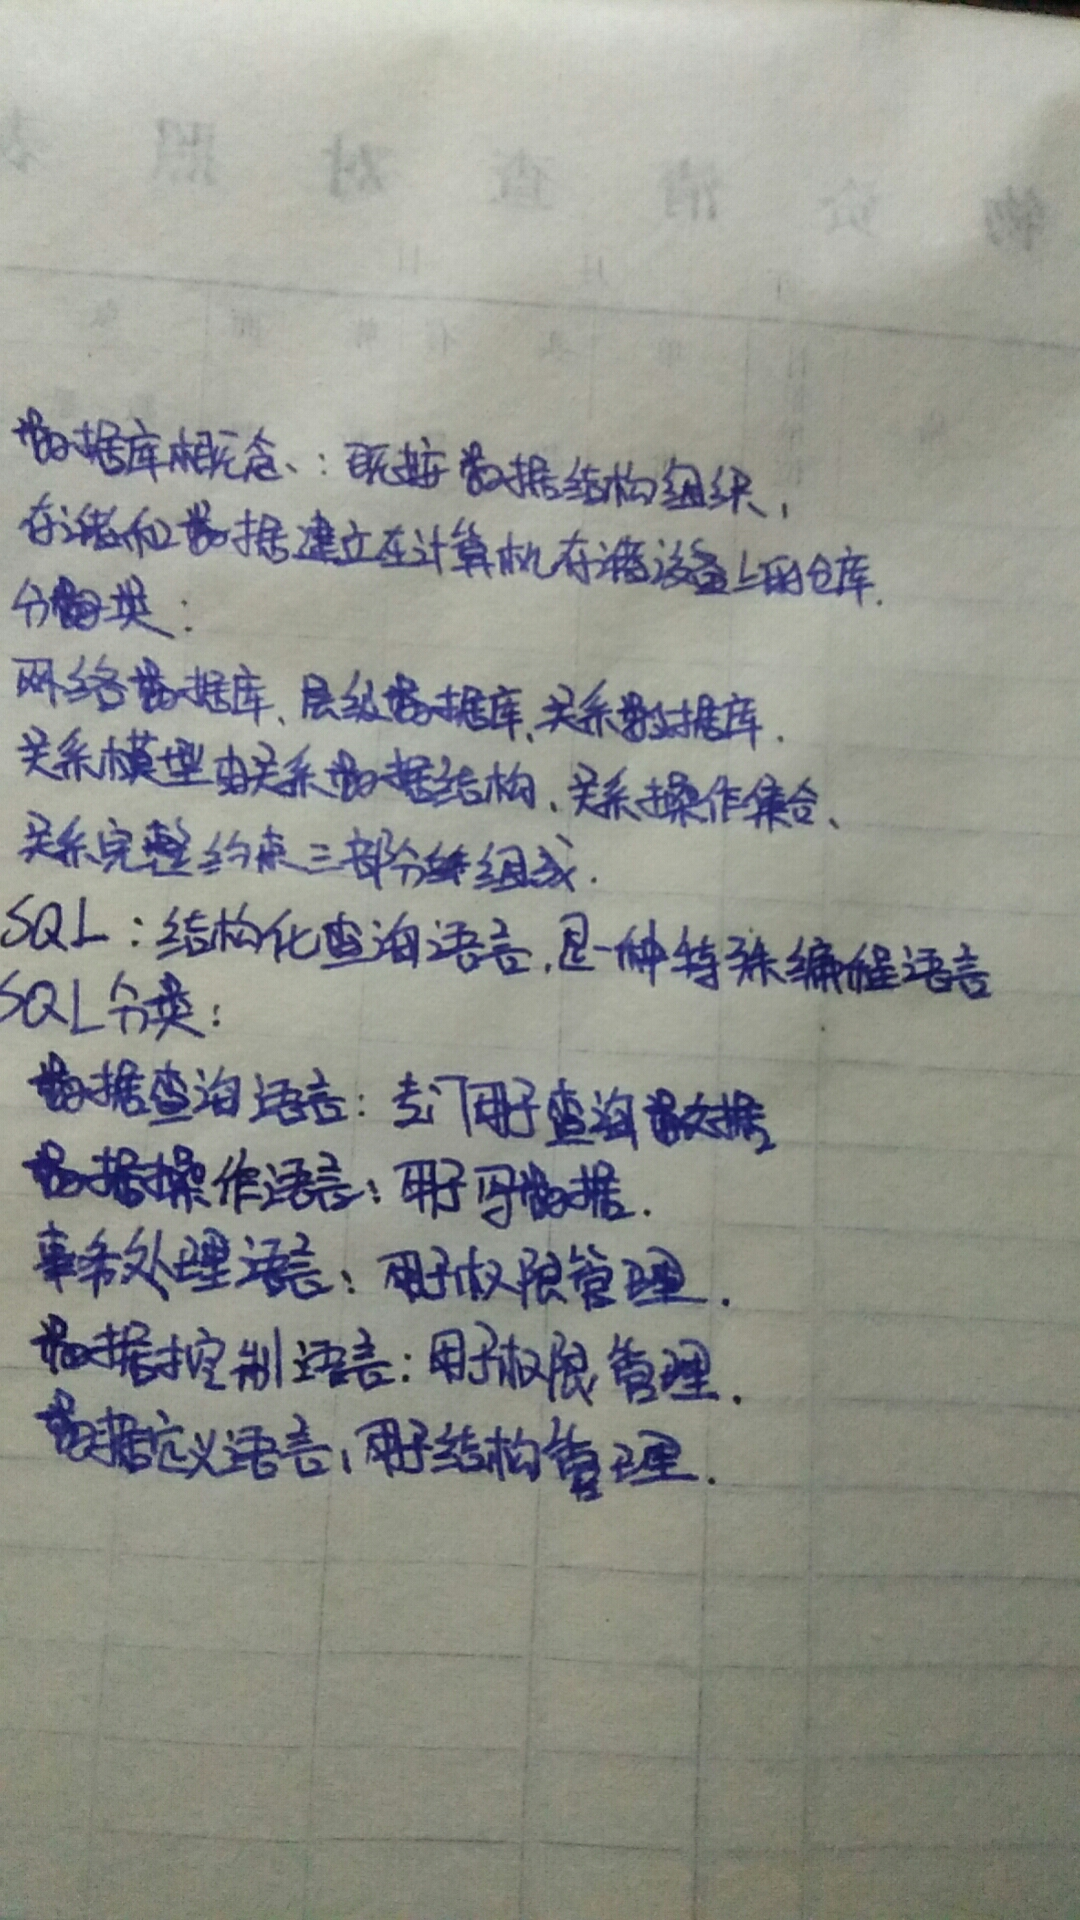 物资清查对照表
数据库概念、：既按数据结构组织，
存储和数据建立在计算机存储设备上的仓库.
分类：
网络数据库、层级数据库、关系数据库.
关系模型由关系数据结构、关系操作集合、
关系完整约束三部分组成.
SQL：结构化查询语言,是一种特殊编程语言
SQL分类：
数据查询语言：专门用于查询数据
数据操作语言：用于写数据.
事务处理语言：用于权限管理.
数据控制语言：用于权限管理.
数据定义语言，用于结构管理.